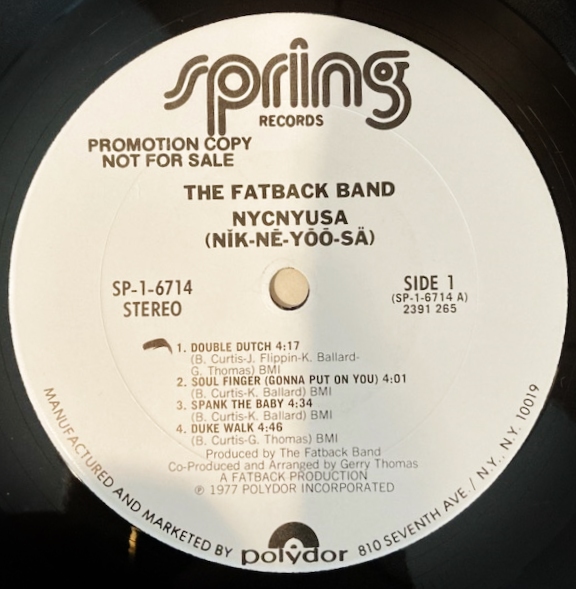 spring
RECORDS
PROMOTION COPY
NOT FOR SALE
THE FATBACK BAND
NYCNYUSA
(NĬK-NĒ-YŌŌ-SÄ)
SP-1-6714
STEREO
SIDE 1
(SP-1-6714 A)
2391 265
1. DOUBLE DUTCH 4:17
(B. Curtis-J. Flippin-K. Ballard-
G. Thomas) BMI
2. SOUL FINGER (GONNA PUT ON YOU) 4:01
(B. Curtis-K. Ballard) BMI
3. SPANK THE BABY 4:34
(B. Curtis-K. Ballard) BMI
4. DUKE WALK 4:46
(B. Curtis-G. Thomas) BMI
Produced by The Fatback Band
Co-Produced and Arranged by Gerry Thomas
A FATBACK PRODUCTION
℗ 1977 POLYDOR INCORPORATED
MANUFACTURED AND MARKETED BY polydor 810 SEVENTH AVE. / N.Y., N.Y. 10019